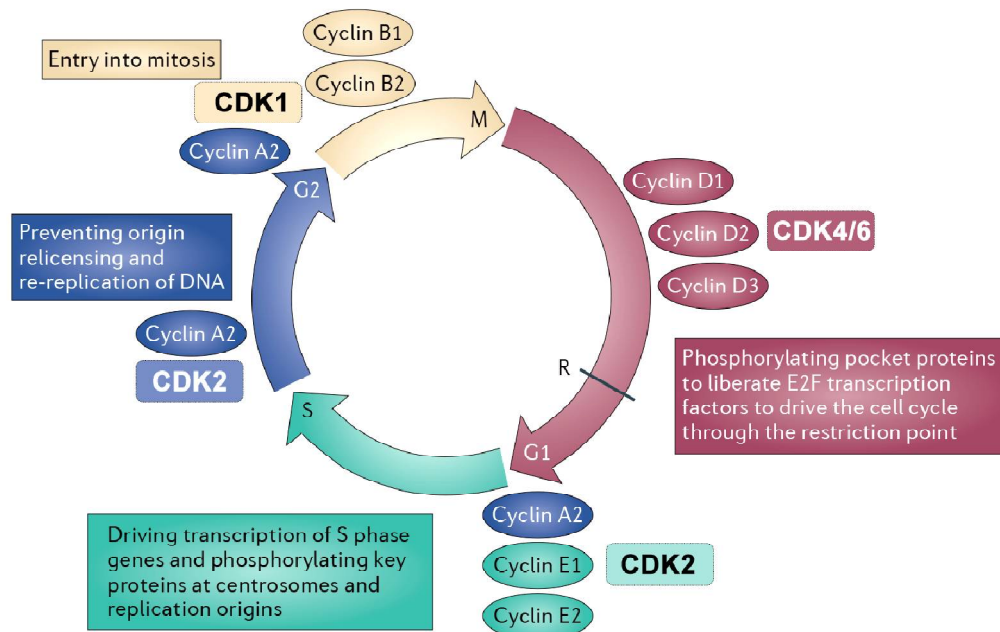 Cyclin B1
Entry into mitosis
Cyclin B2
CDK1
M
Cyclin A2
G2
Cyclin D1
Cyclin D2
CDK4/6
Cyclin D3
Preventing origin
relicensing and
re-replication of DNA
Cyclin A2
CDK2
R
Phosphorylating pocket proteins
to liberate E2F transcription
factors to drive the cell cycle
through the restriction point
S
G1
Cyclin A2
Cyclin E1
CDK2
Cyclin E2
Driving transcription of S phase
genes and phosphorylating key
proteins at centrosomes and
replication origins